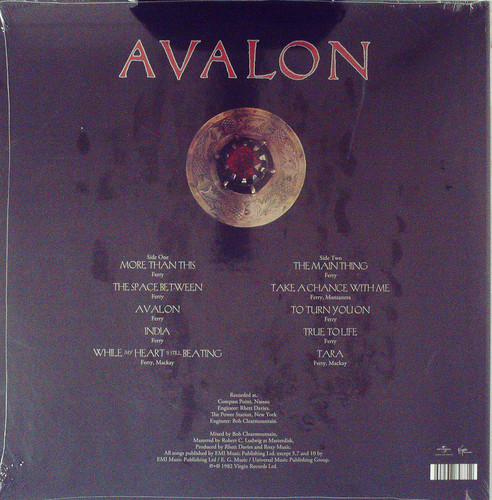 AVALON
Side One
MORE THAN THIS
Ferry
THE SPACE BETWEEN
Ferry
AVALON
Ferry
INDIA
Ferry
WHILE MY HEART IS STILL BEATING
Ferry, Mackay
Side Two
THE MAIN THING
Ferry
TAKE A CHANCE WITH ME
Ferry, Manzanera
TO TURN YOU ON
Ferry
TRUE TO LIFE
Ferry
TARA
Ferry, Mackay
Recorded at.
Compass Point, Nassau
Engineer: Rhett Davies.
The Power Station, New York
Engineer: Bob Clearmountain.
Mixed by Bob Clearmountain,
Mastered by Robert C. Ludwig at Masterdisk,
Produced by Rhett Davies and Roxy Music.
All songs published by EMI Music Publishing Ltd. except 5,7 and 10 by
EMI Music Publishing Ltd / E. G. Music / Universal Music Publishing Group.
℗+© 1982 Virgin Records Ltd.